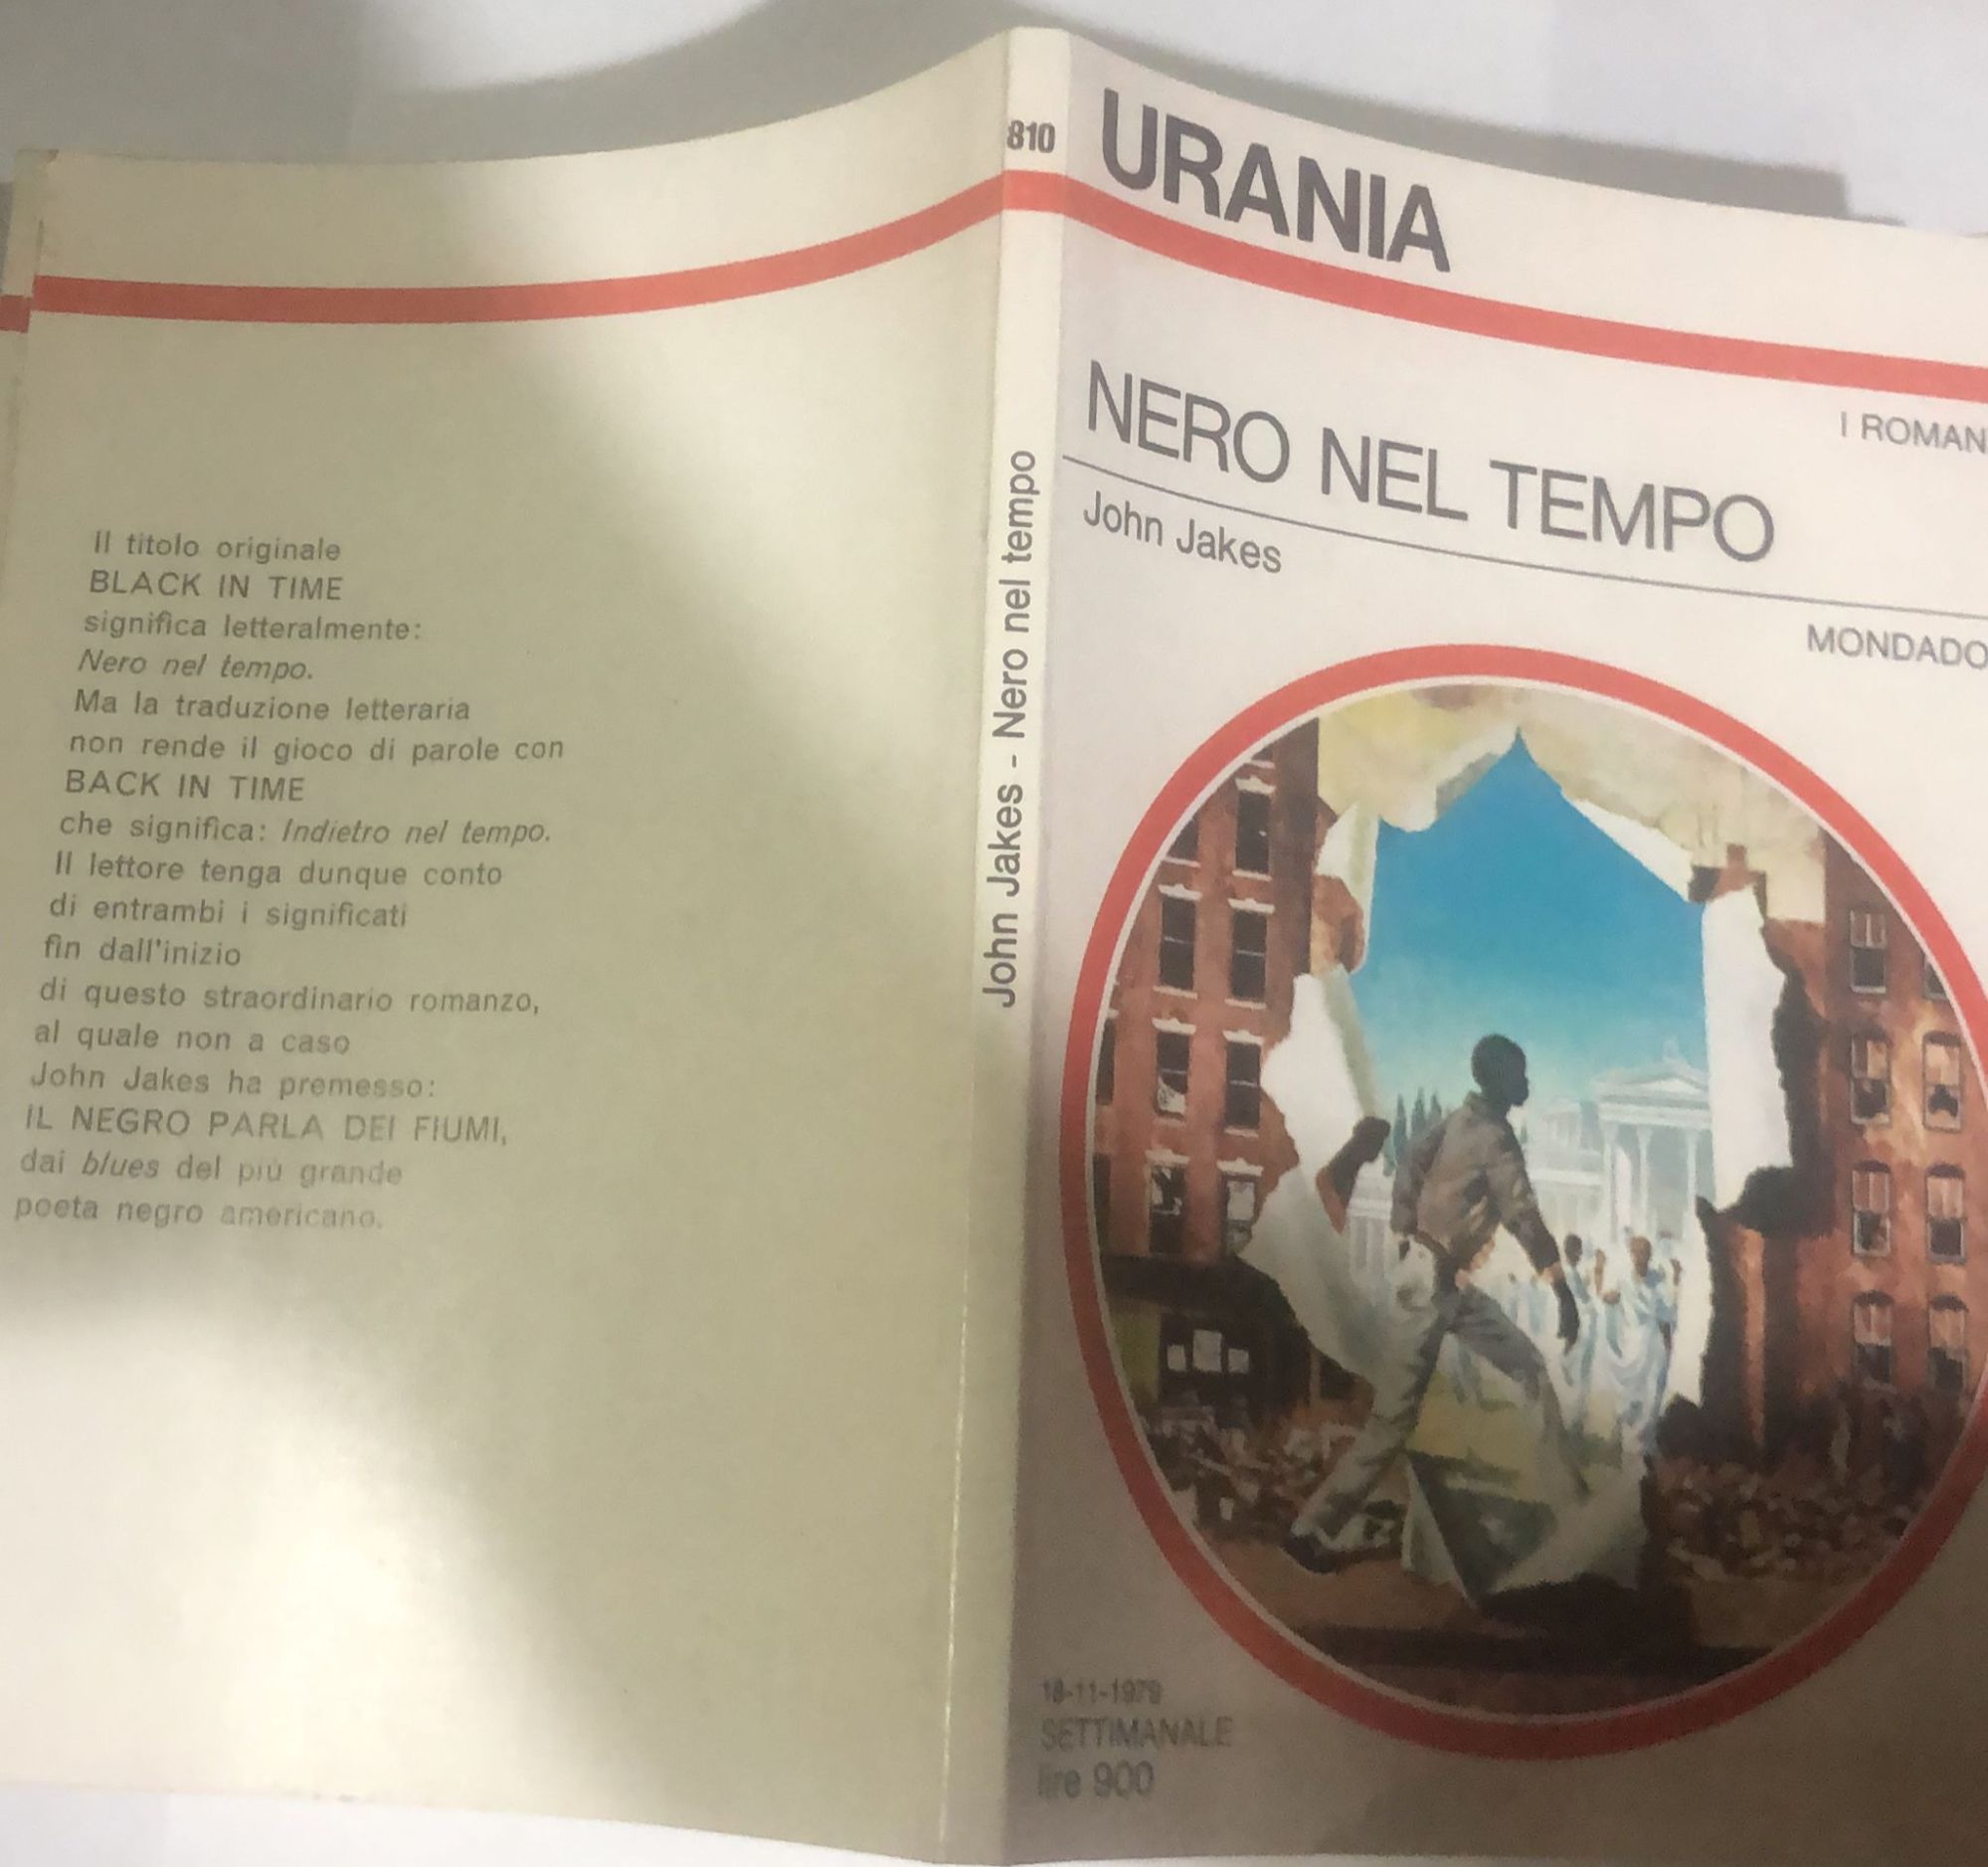 Il titolo originale
BLACK IN TIME
significa letteralmente:
Nero nel tempo.
Ma la traduzione letteraria
non rende il gioco di parole con
BACK IN TIME
che significa: Indietro nel tempo.
Il lettore tenga dunque conto
di entrambi i significati
fin dall'inizio
di questo straordinario romanzo,
al quale non a caso
John Jakes ha premesso:
IL NEGRO PARLA DEI FIUMI,
dai blues del più grande
poeta negro americano.
810
John Jakes - Nero nel tempo
URANIA
I ROMAN
NERO NEL TEMPO
John Jakes
MONDADO
18-11-1979
SETTIMANALE
lire 900